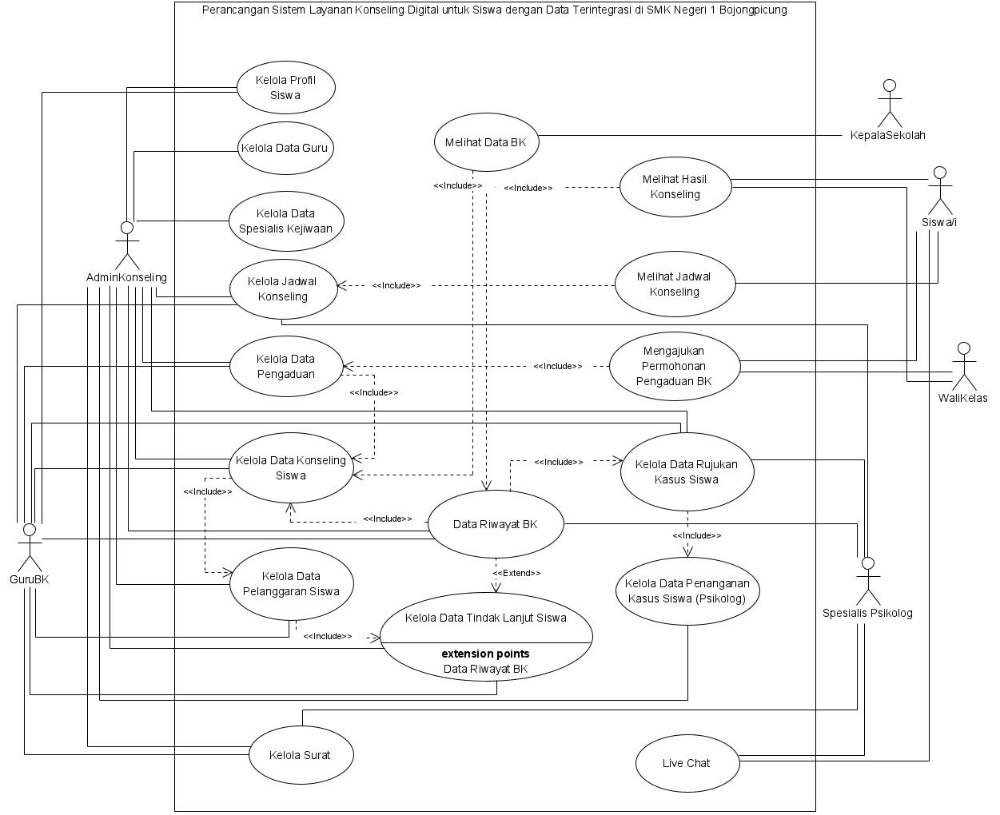 Perancangan Sistem Layanan Konseling Digital untuk Siswa dengan Data Terintegrasi di SMK Negeri 1 Bojongpicung
Kelola Profil
Siswa
Kelola Data Guru
Kelola Data
Spesialis Kejiwaan
AdminKonseling
Kelola Jadwal
Konseling
Kelola Data
Pengaduan
Melihat Data BK
<<Include>>
<<Include>>
Melihat Hasil
Konseling
KepalaSekolah
Siswa/i
<<Include>>
Melihat Jadwal
Konseling
<<Include>>
Mengajukan
Permohonan
Pengaduan BK
WaliKelas
<<Include>>
Kelola Data Konseling
Siswa
<<Include>>
<<Include>>
Data Riwayat BK
<<Include>>
Kelola Data Rujukan
Kasus Siswa
<<Include>>
GuruBK
Kelola Data
Pelanggaran Siswa
<<Extend>>
Kelola Data Penanganan
Kasus Siswa (Psikolog)
Spesialis Psikolog
<<Include>>
Kelola Data Tindak Lanjut Siswa
extension points
Data Riwayat BK
Kelola Surat
Live Chat